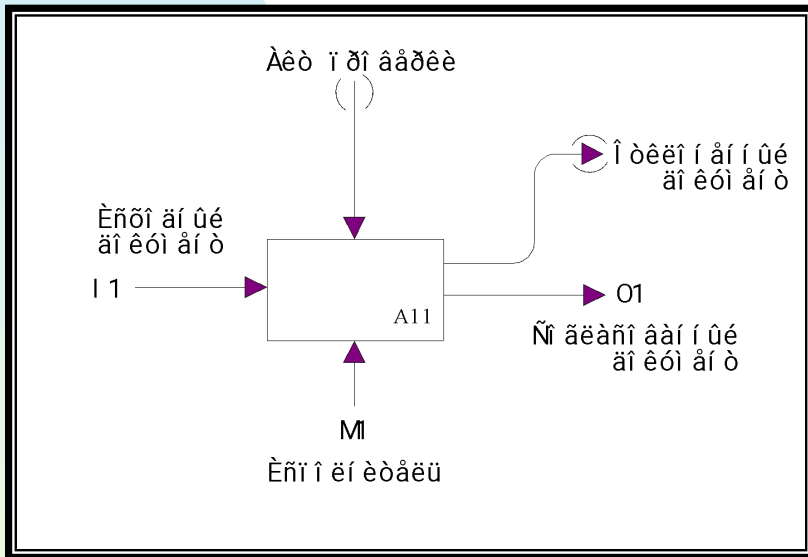 Àêò ï ðî âåðêè
Î òêëî í åí í ûé
äî êóì åí ò
Èñõî äí ûé
äî êóì åí ò
I 1
A11
O1
Ñî ãëàñî âàí í ûé
äî êóì åí ò
M1
Èñï î ëí èòåëü